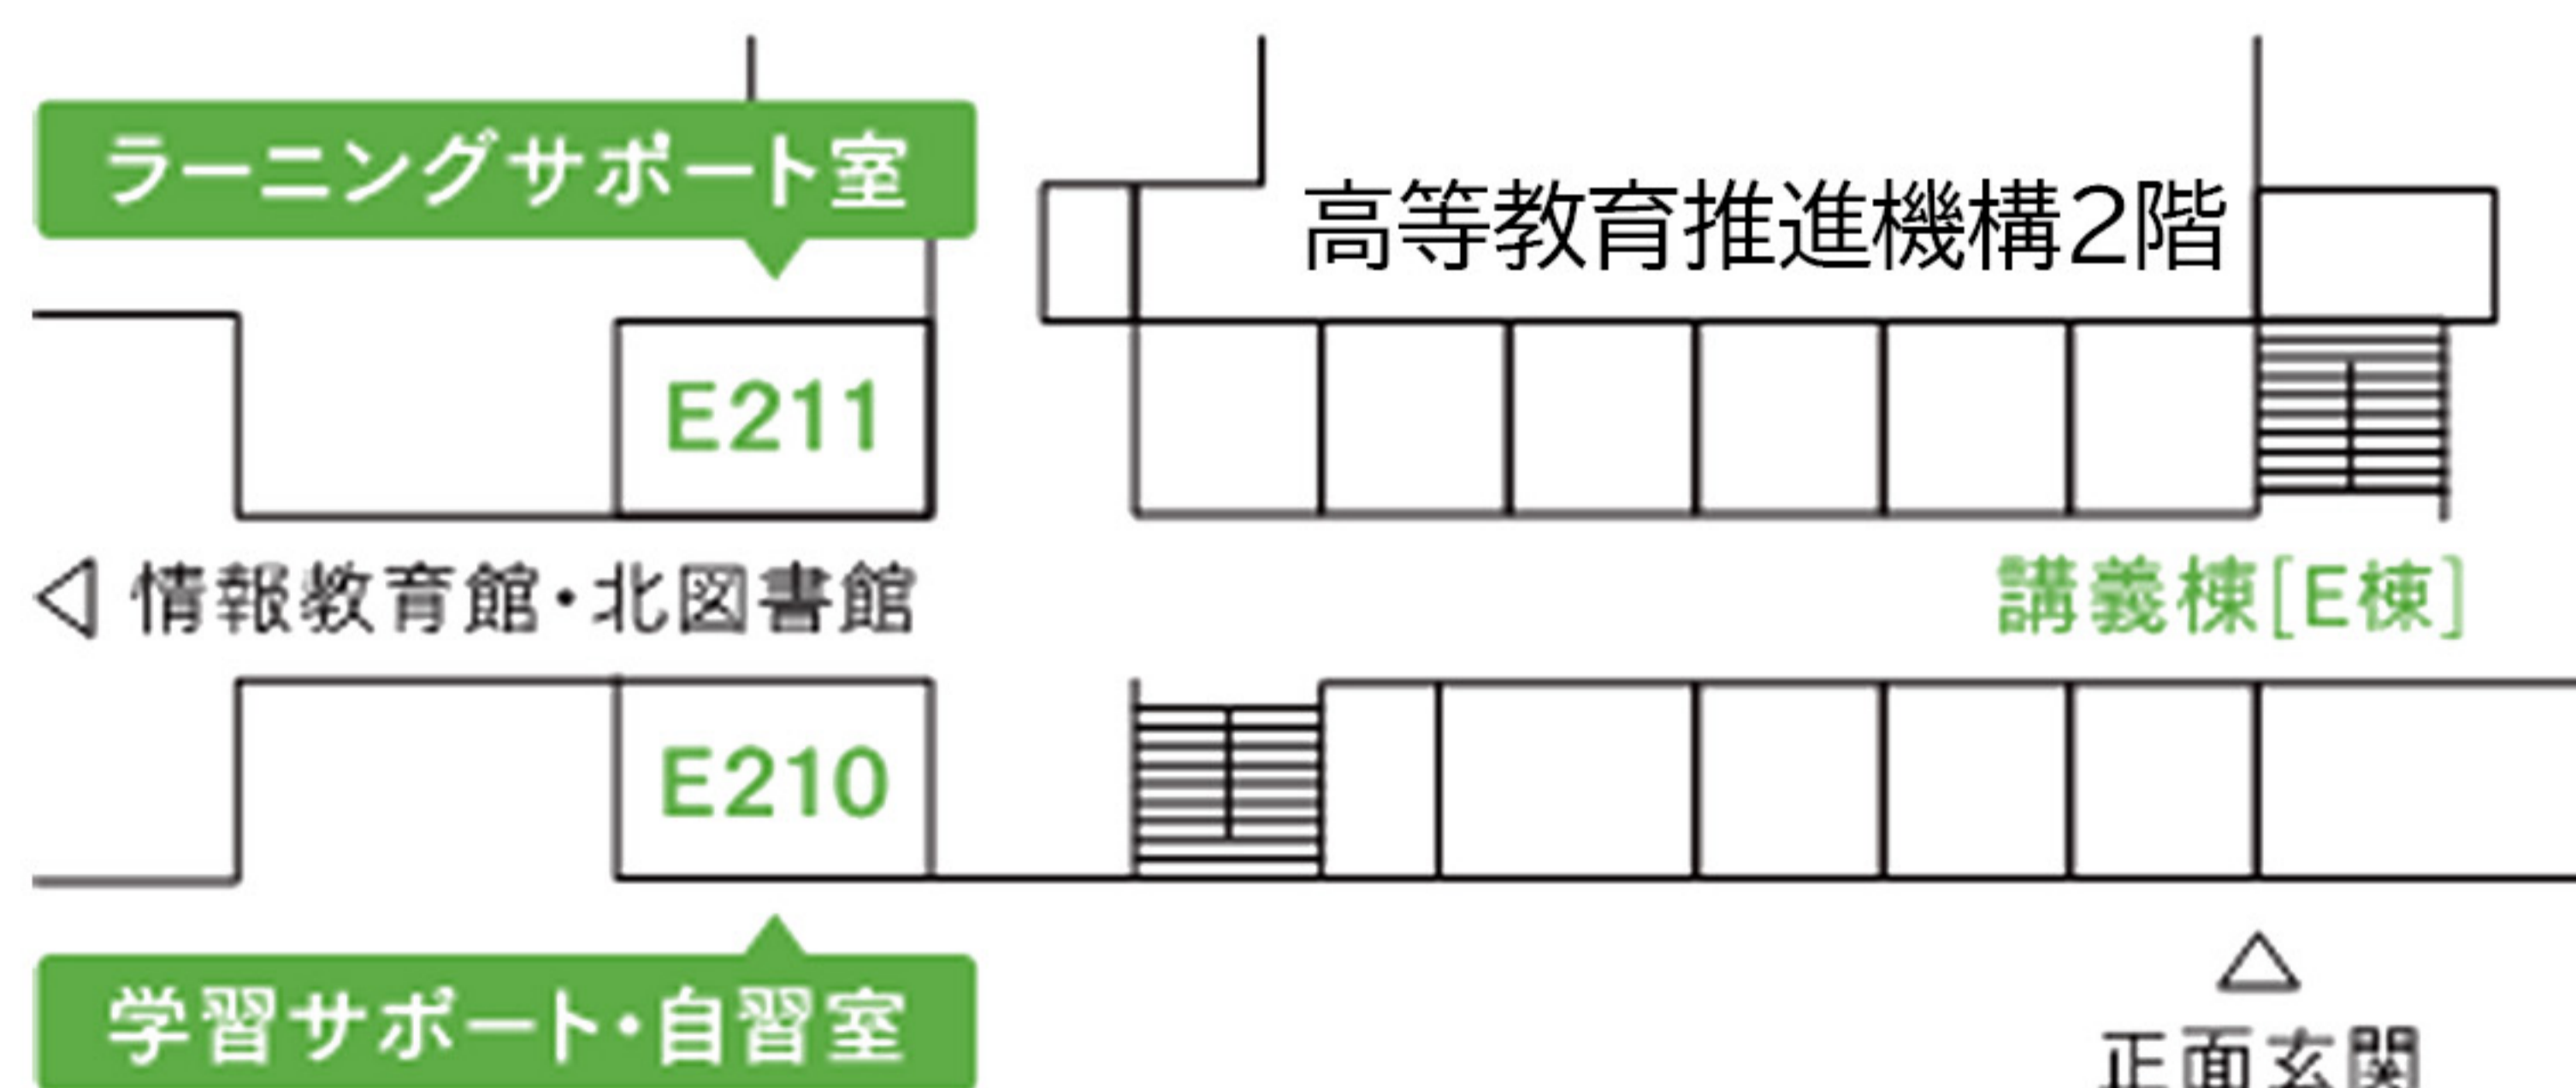 ラーニングサポート室
高等教育推進機構2階
E211
情報教育館・北図書館
講義棟[E棟]
E210
学習サポート・自習室
正面玄関